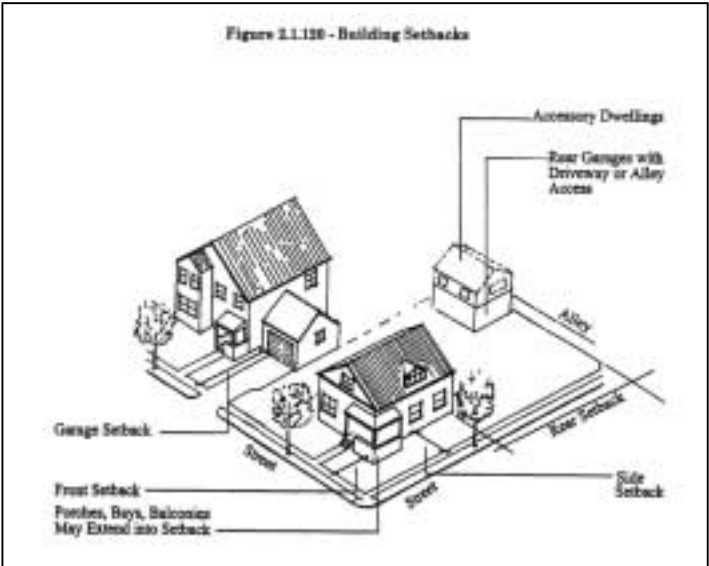 Figure 2.1.120 - Building Setbacks
Accessory Dwellings
Rear Garages with
Driveway or Alley
Access
Alley
Garage Setback
Street
Rear Setback
Front Setback
Street
Side
Setback
Porches, Bays, Balconies
May Extend into Setback